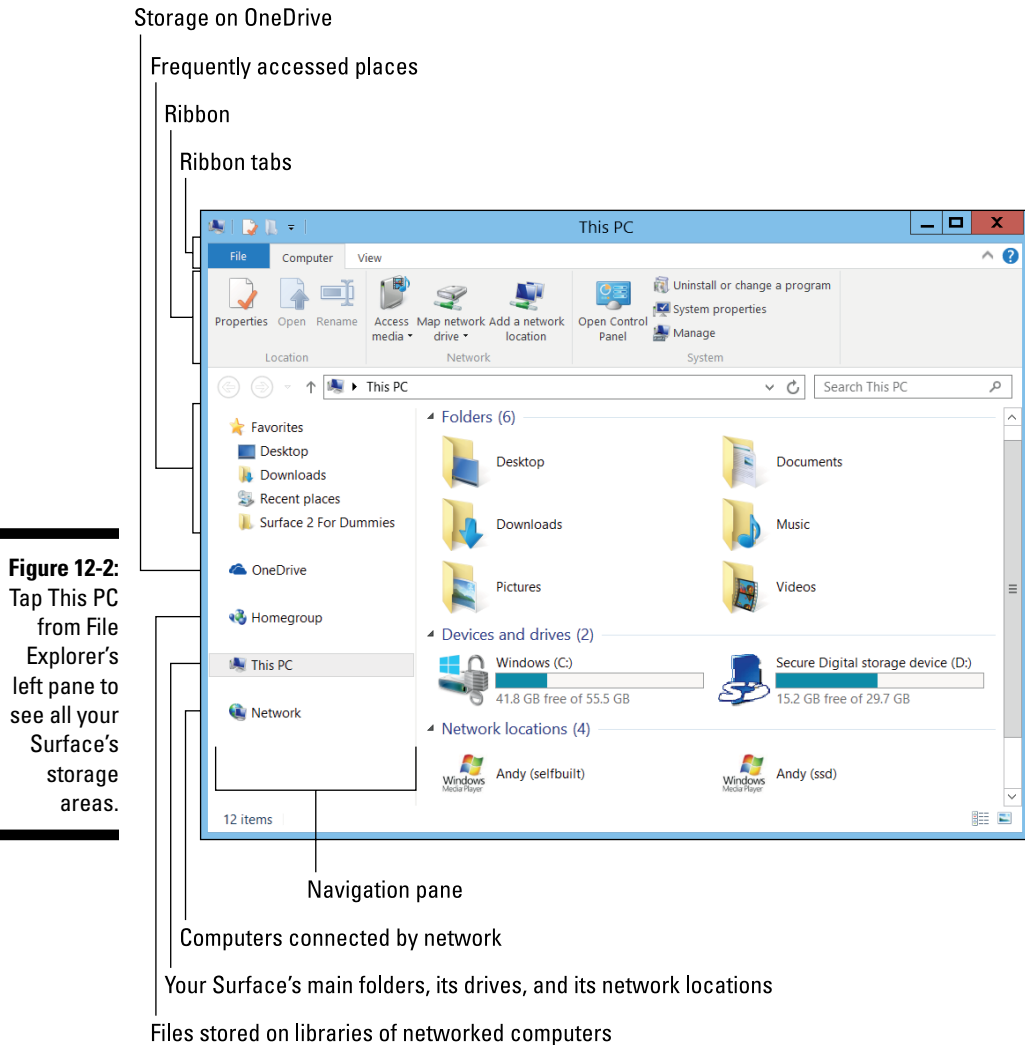 Storage on OneDrive
Frequently accessed places
Ribbon
Ribbon tabs
This PC
File Computer View
Properties Open Rename Access media Map network drive Add a network location Open Control Panel
Uninstall or change a program
System properties
Manage
Location Network System
This PC
Search This PC
Favorites
Desktop
Downloads
Recent places
Surface 2 For Dummies
OneDrive
Homegroup
This PC
Network
Folders (6)
Desktop Documents
Downloads Music
Pictures Videos
Devices and drives (2)
Windows (C:) Secure Digital storage device (D:)
41.8 GB free of 55.5 GB 15.2 GB free of 29.7 GB
Network locations (4)
Windows Media Player Andy (selfbuilt) Windows Media Player Andy (ssd)
12 items
Figure 12-2:
Tap This PC
from File
Explorer's
left pane to
see all your
Surface's
storage
areas.
Navigation pane
Computers connected by network
Your Surface's main folders, its drives, and its network locations
Files stored on libraries of networked computers